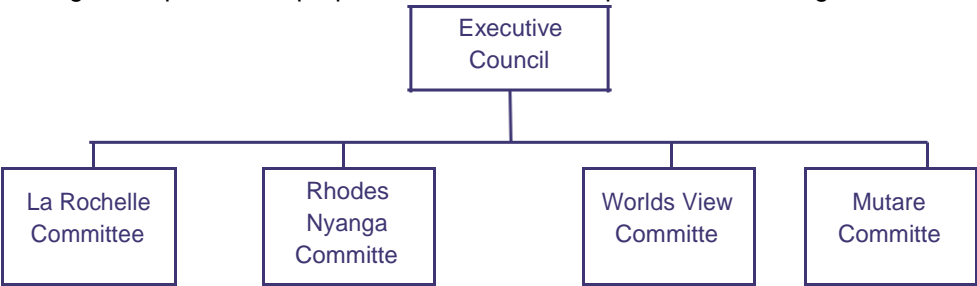 Executive
Council
La Rochelle
Committee
Rhodes
Nyanga
Committe
Worlds View
Committe
Mutare
Committe